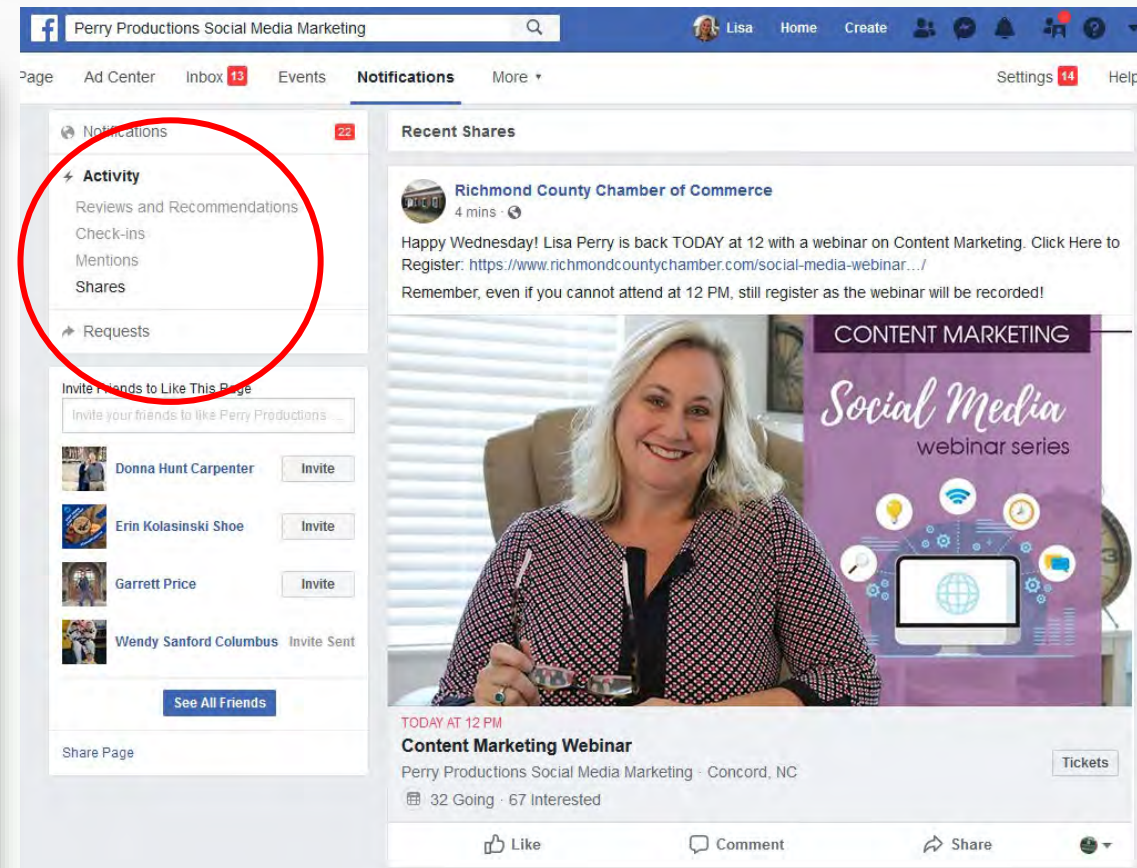 f Perry Productions Social Media Marketing Lisa Home Create
Page Ad Center Inbox 13 Events Notifications More Settings 14 Help
Notifications 22
Activity
Reviews and Recommendations
Check-ins
Mentions
Shares
Requests
Invite Friends to Like This Page
Invite your friends to like Perry Productions ...
Donna Hunt Carpenter Invite
Erin Kolasinski Shoe Invite
Garrett Price Invite
Wendy Sanford Columbus Invite Sent
See All Friends
Share Page
Recent Shares
Richmond County Chamber of Commerce
4 mins ·
Happy Wednesday! Lisa Perry is back TODAY at 12 with a webinar on Content Marketing. Click Here to
Register: https://www.richmondcountychamber.com/social-media-webinar…/
Remember, even if you cannot attend at 12 PM, still register as the webinar will be recorded!
CONTENT MARKETING
Social Media
webinar series
TODAY AT 12 PM
Content Marketing Webinar
Perry Productions Social Media Marketing · Concord, NC
Tickets
32 Going · 67 Interested
Like Comment Share